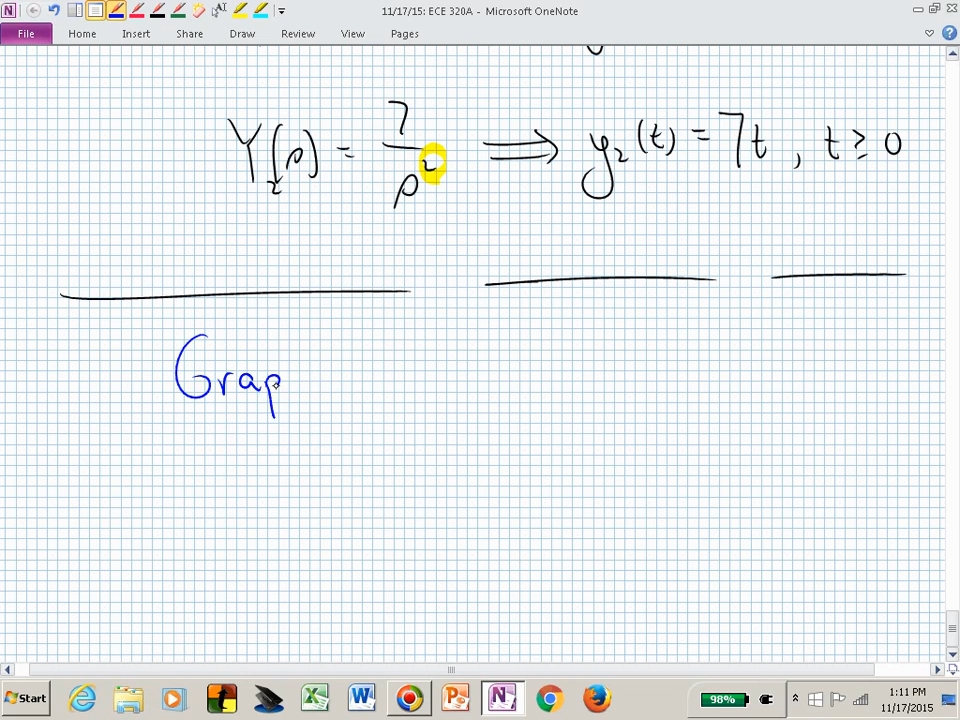 11/17/15: ECE 320A - Microsoft OneNote
File Home Insert Share Draw Review View Pages
Y₂(s) = 7/s² ⟹ y₂(t) = 7t , t ≥ 0
Grap
Start
98%
1:11 PM
11/17/2015